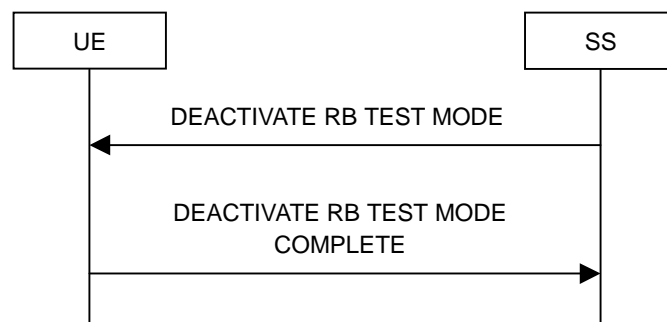 UE
SS
DEACTIVATE RB TEST MODE
DEACTIVATE RB TEST MODE
COMPLETE